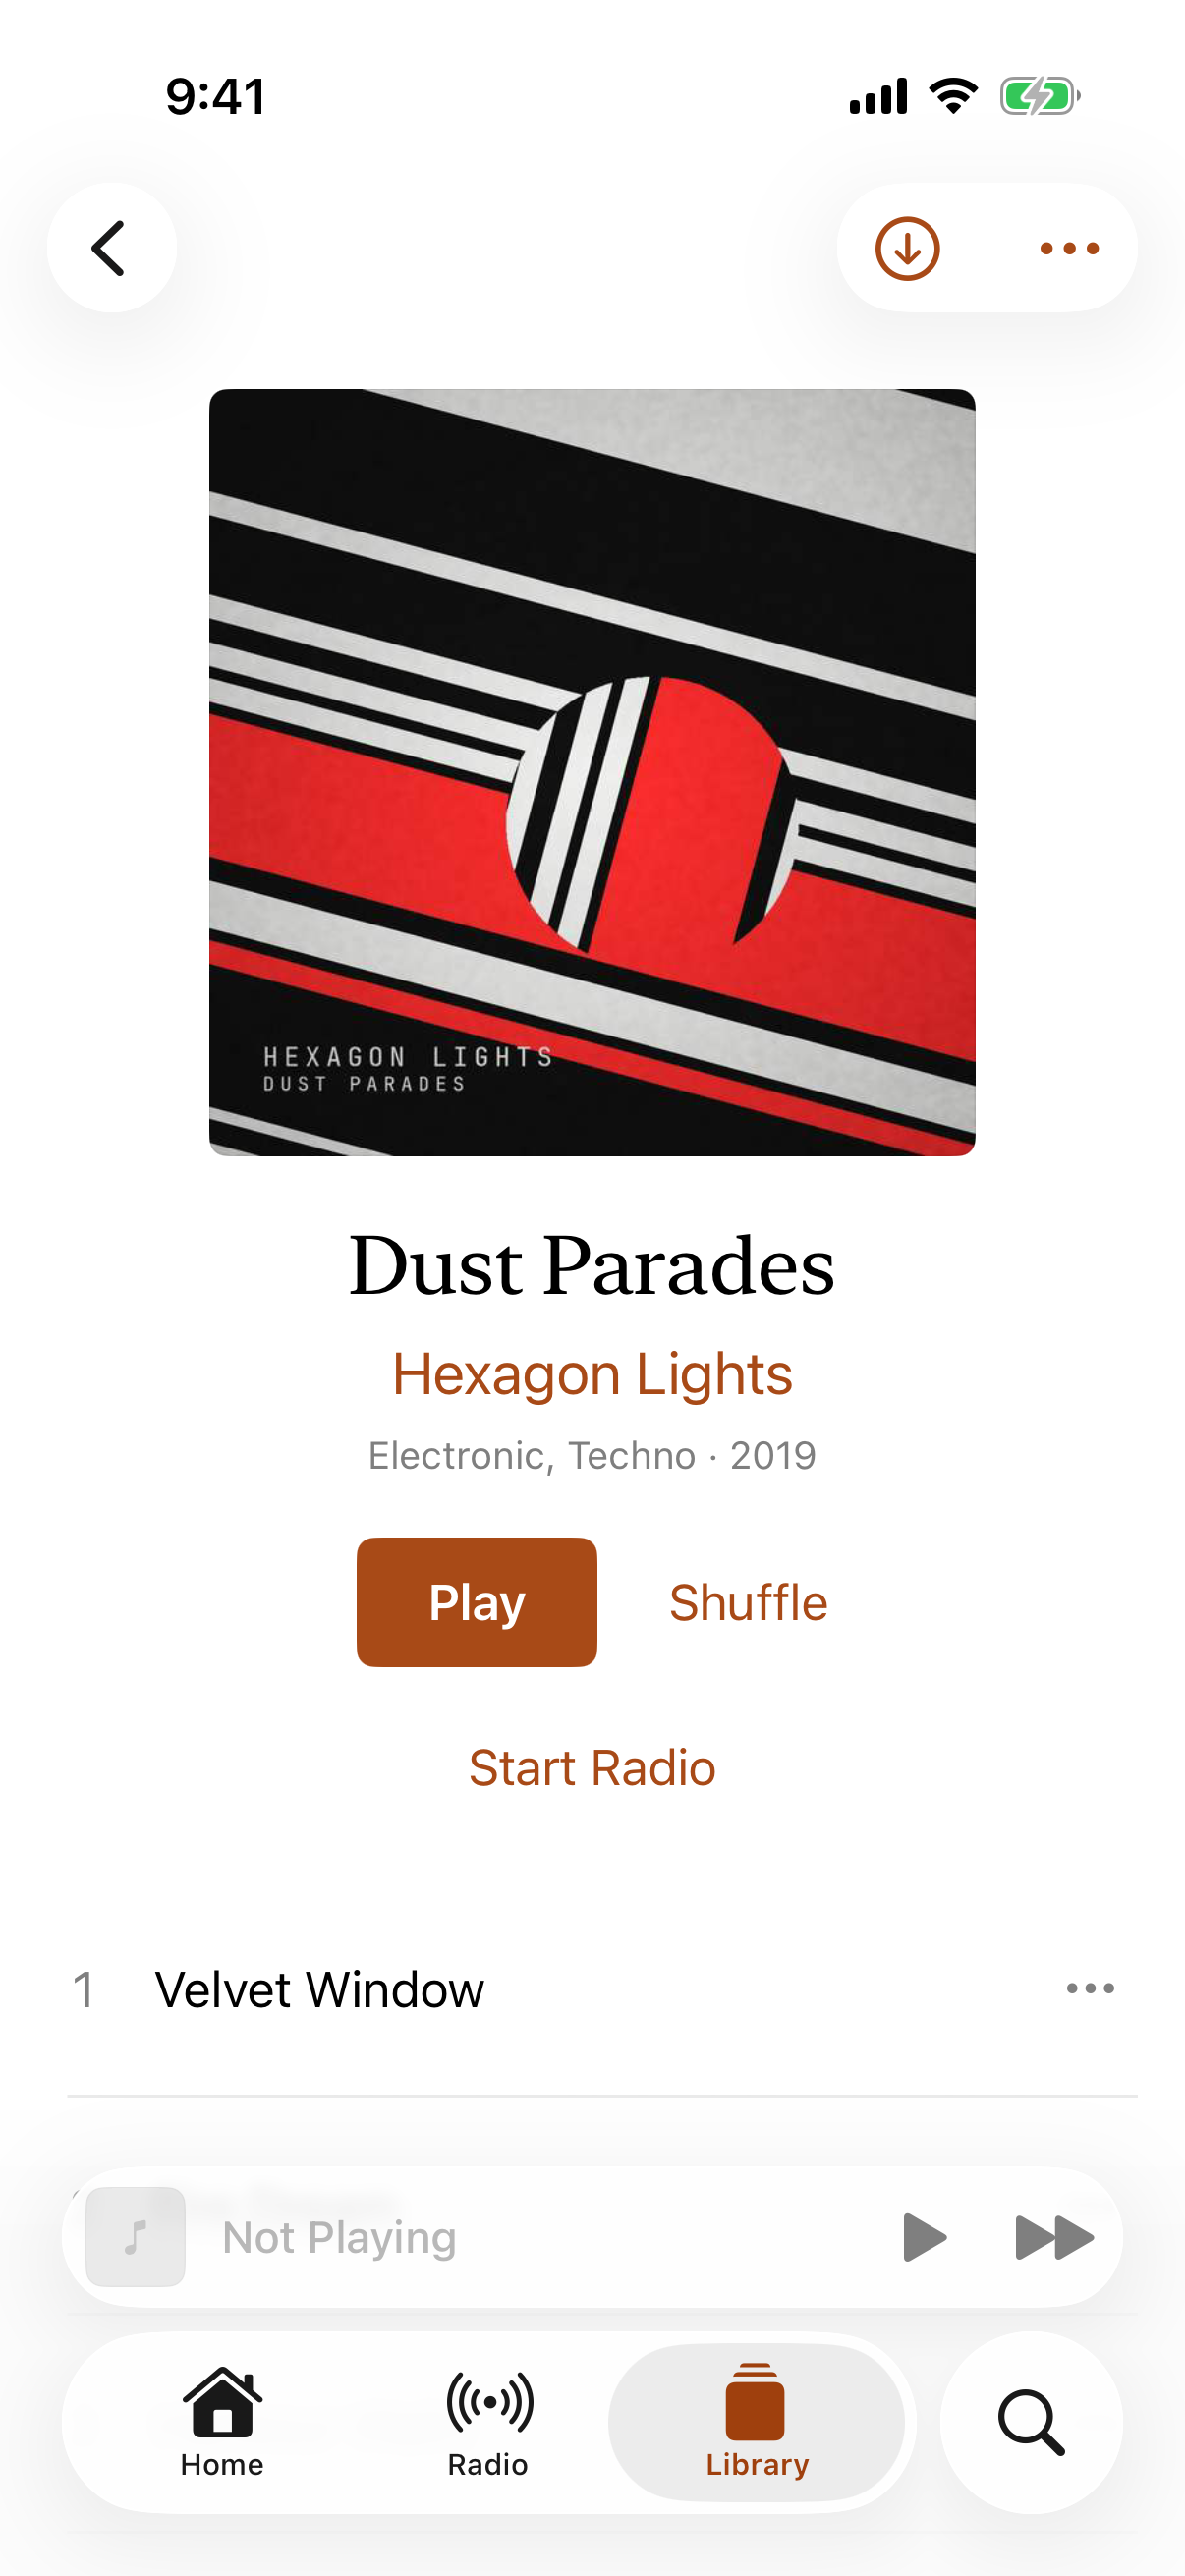 9:41
HEXAGON LIGHTS
DUST PARADES
Dust Parades
Hexagon Lights
Electronic, Techno · 2019
Play
Shuffle
Start Radio
1 Velvet Window
Not Playing
Home
Radio
Library